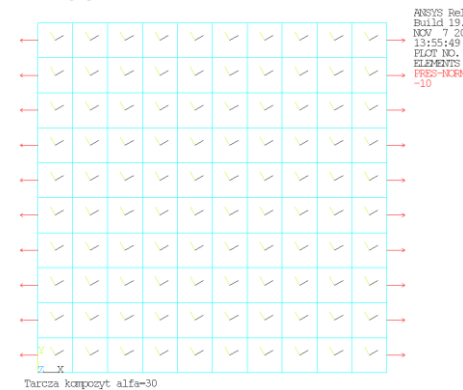 ANSYS Rel
Build 19.
NOV 7 20
13:55:49
PLOT NO.
ELEMENTS
PRES-NORM
-10
Y
Z X
Tarcza kompozyt alfa=30